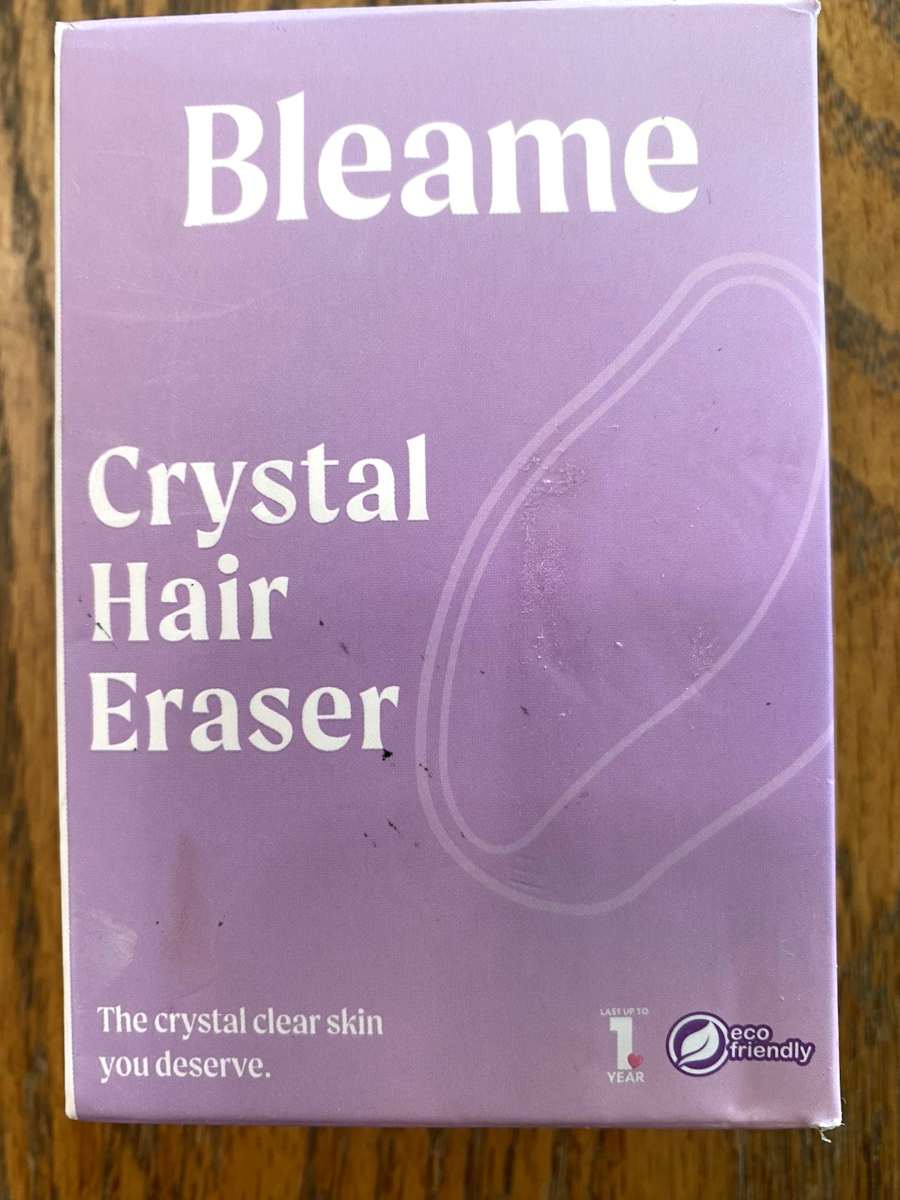 Bleame
Crystal
Hair
Eraser
The crystal clear skin
you deserve.
LAST UP TO
1
YEAR
eco
friendly